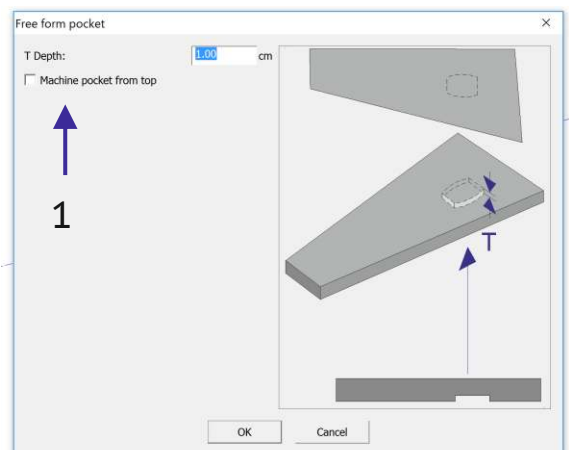 Free form pocket
T Depth: 1.00 cm
Machine pocket from top
1
T
OK Cancel